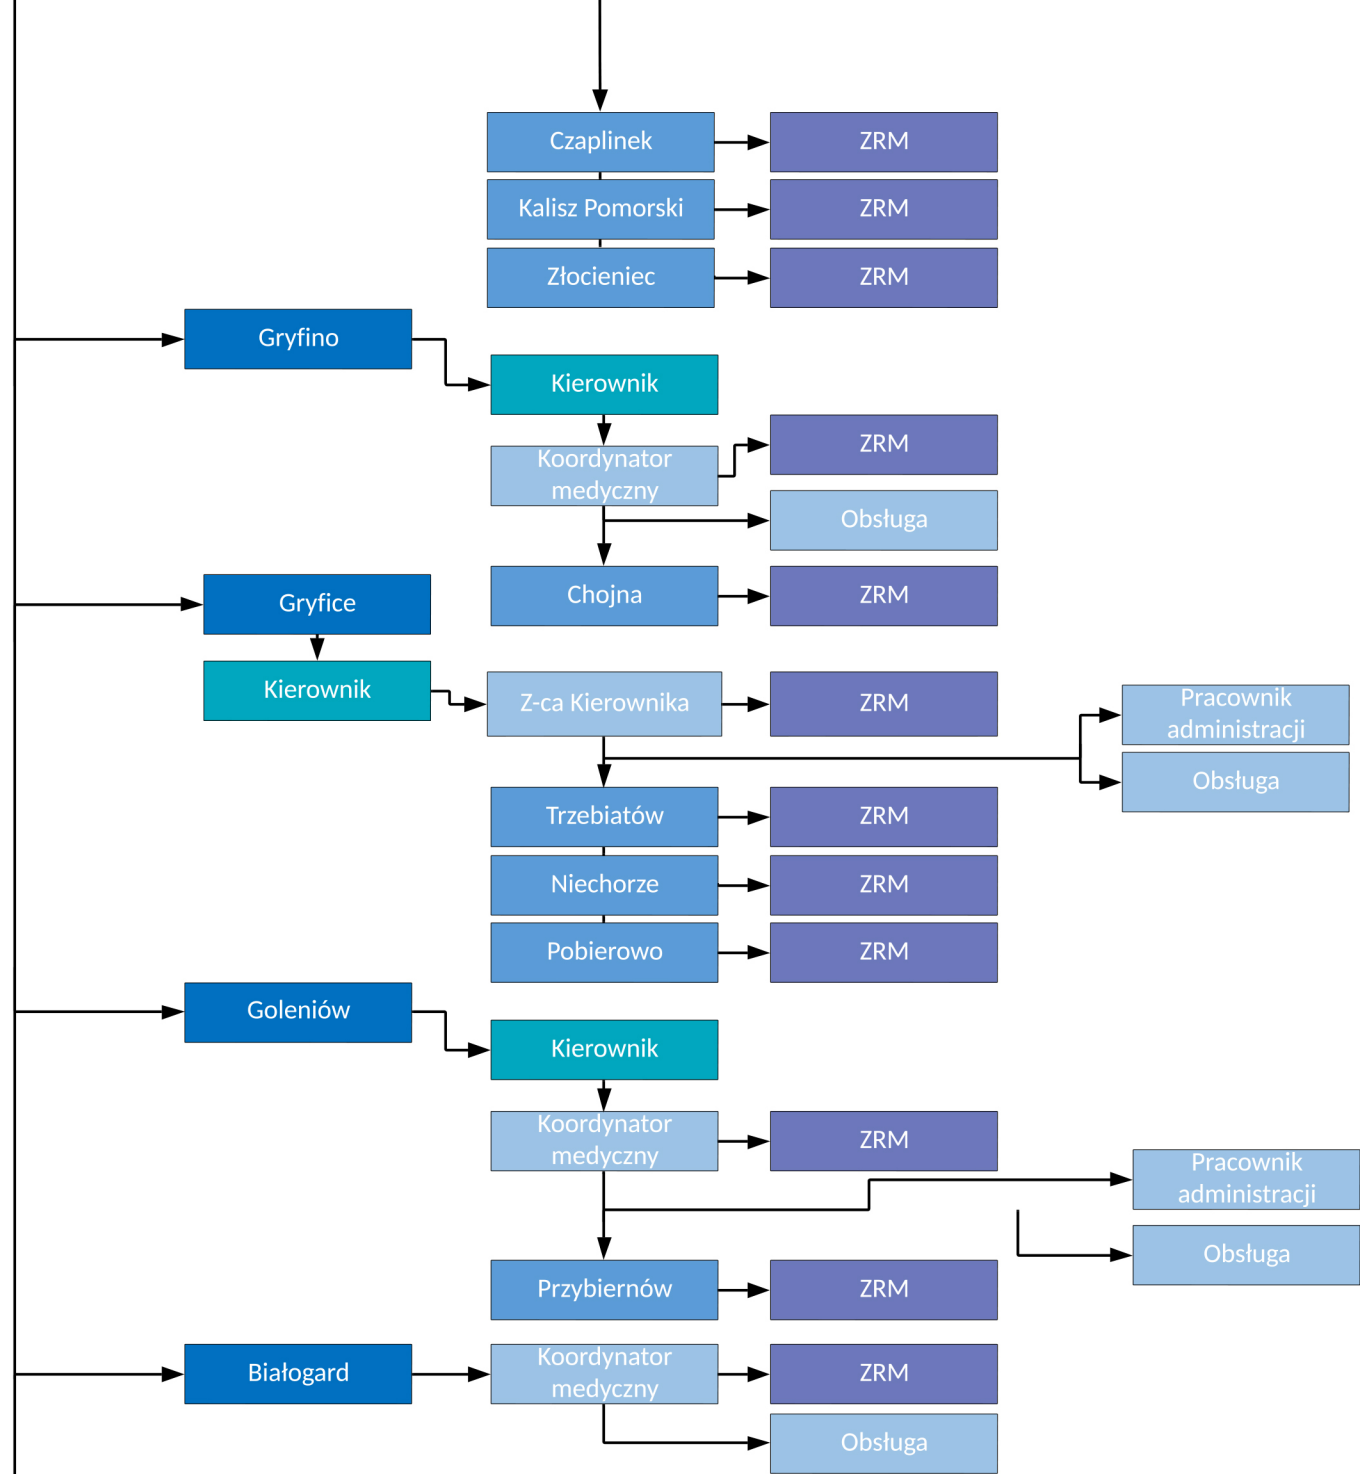 Czaplinek
ZRM
Kalisz Pomorski
ZRM
Złocieniec
ZRM
Gryfino
Kierownik
Koordynator
medyczny
ZRM
Obsługa
Chojna
ZRM
Gryfice
Kierownik
Z-ca Kierownika
ZRM
Pracownik
administracji
Obsługa
Trzebiatów
ZRM
Niechorze
ZRM
Pobierowo
ZRM
Goleniów
Kierownik
Koordynator
medyczny
ZRM
Pracownik
administracji
Obsługa
Przybiernów
ZRM
Białogard
Koordynator
medyczny
ZRM
Obsługa